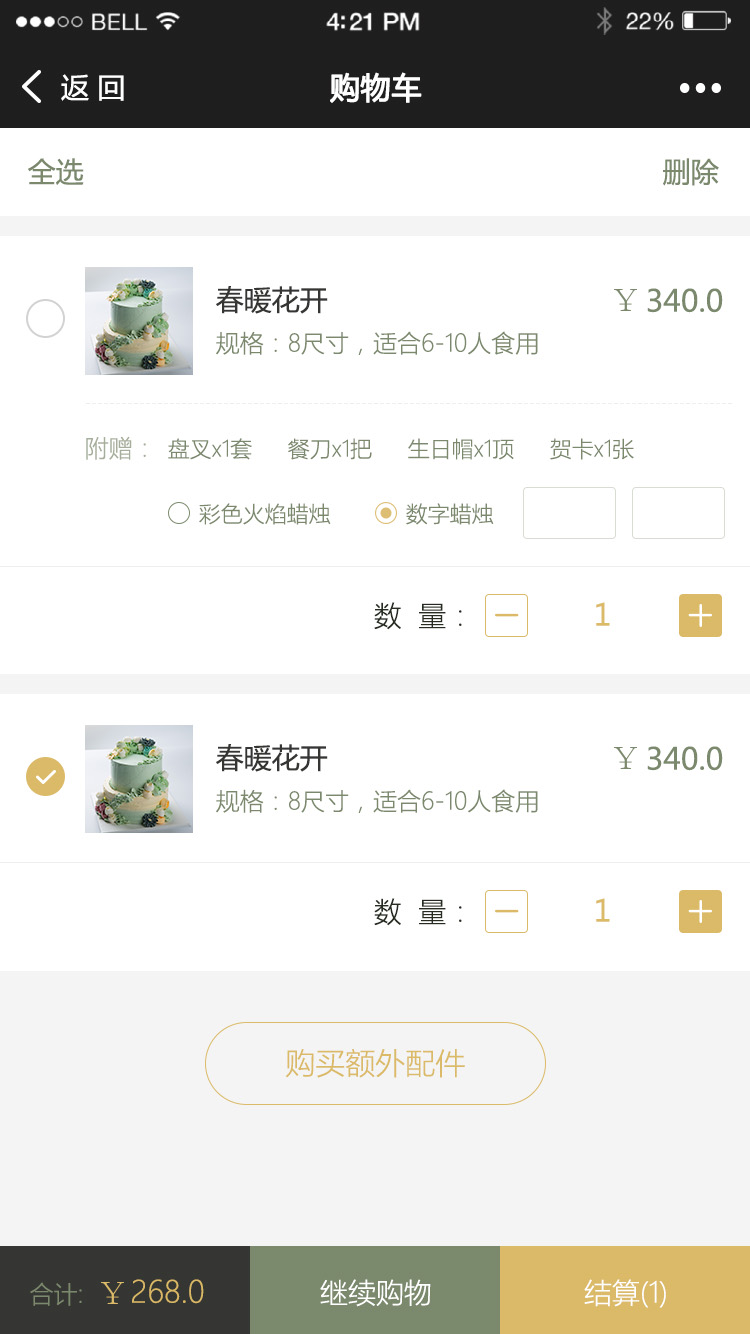 BELL 4:21 PM 22%
返回 购物车
全选 删除
春暖花开 ￥ 340.0
规格：8尺寸，适合6-10人食用
附赠： 盘叉x1套 餐刀x1把 生日帽x1顶 贺卡x1张
彩色火焰蜡烛 数字蜡烛
数 量： 1
春暖花开 ￥ 340.0
规格：8尺寸，适合6-10人食用
数 量： 1
购买额外配件
合计: ￥268.0 继续购物 结算(1)